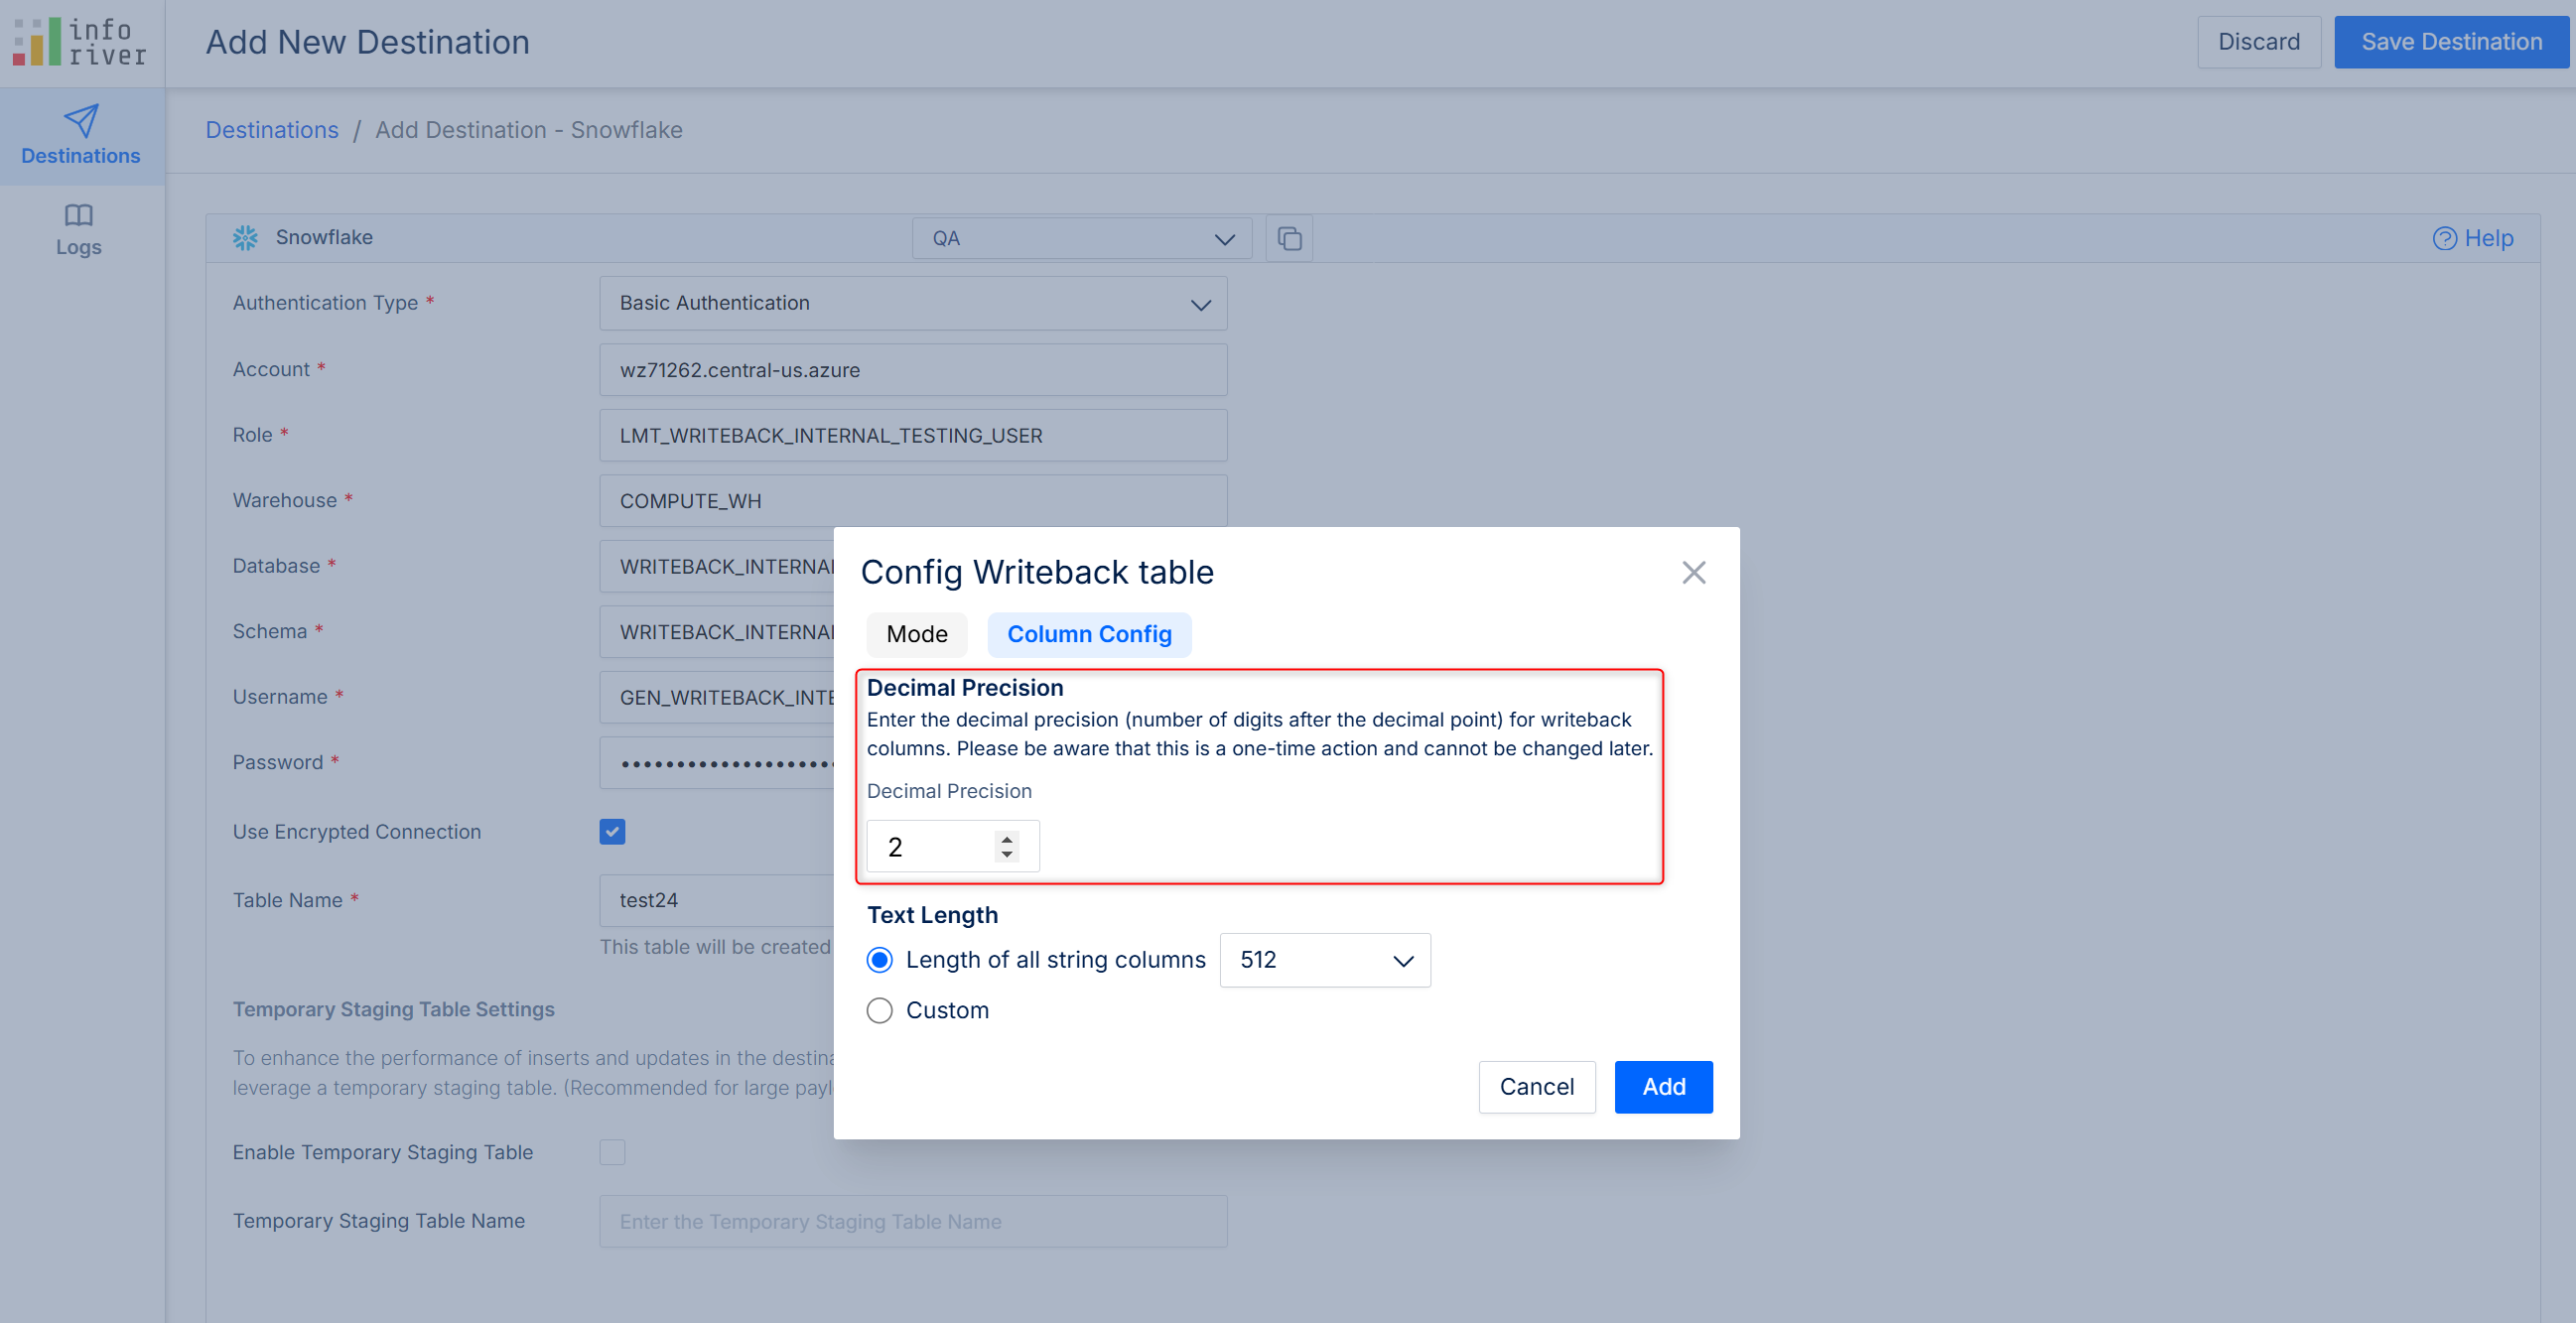 info
river
Add New Destination
Discard
Save Destination
Destinations
Logs
Destinations / Add Destination - Snowflake
Snowflake
QA
Help
Authentication Type *
Basic Authentication
Account *
wz71262.central-us.azure
Role *
LMT_WRITEBACK_INTERNAL_TESTING_USER
Warehouse *
COMPUTE_WH
Database *
WRITEBACK_INTERNAL
Schema *
WRITEBACK_INTERNAL
Username *
GEN_WRITEBACK_INTE
Password *
Use Encrypted Connection
Table Name *
test24
This table will be created
Temporary Staging Table Settings
To enhance the performance of inserts and updates in the destina
leverage a temporary staging table. (Recommended for large payl
Enable Temporary Staging Table
Temporary Staging Table Name
Enter the Temporary Staging Table Name
Config Writeback table
Mode
Column Config
Decimal Precision
Enter the decimal precision (number of digits after the decimal point) for writeback
columns. Please be aware that this is a one-time action and cannot be changed later.
Decimal Precision
2
Text Length
Length of all string columns
512
Custom
Cancel
Add